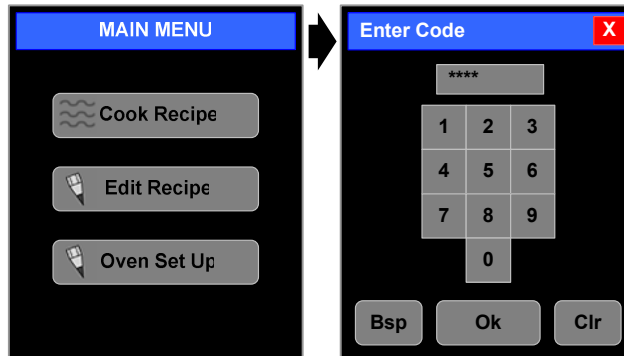 MAIN MENU
Cook Recipe
Edit Recipe
Oven Set Up
Enter Code
X
****
1 2 3
4 5 6
7 8 9
0
Bsp Ok Clr